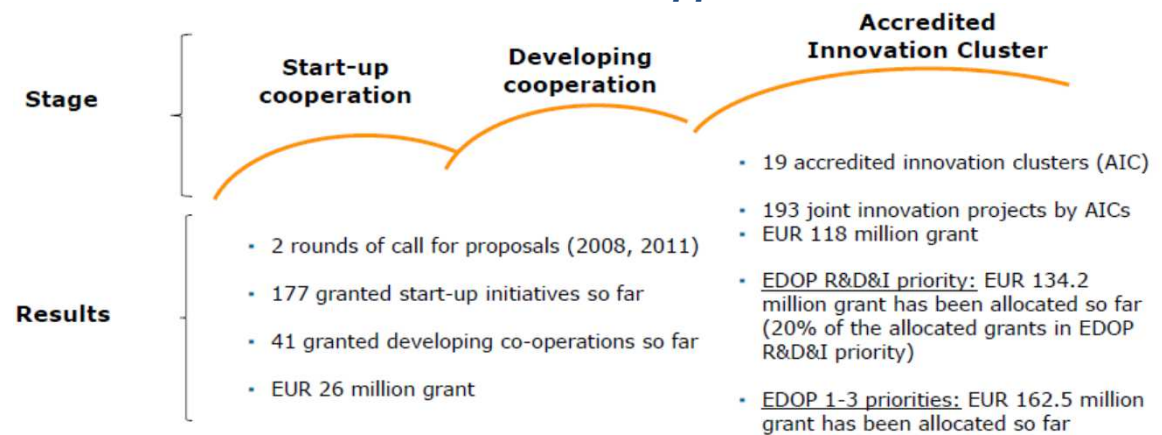 Stage
Start-up
cooperation
Developing
cooperation
Accredited
Innovation Cluster
Results
▪ 2 rounds of call for proposals (2008, 2011)
▪ 177 granted start-up initiatives so far
▪ 41 granted developing co-operations so far
▪ EUR 26 million grant
▪ 19 accredited innovation clusters (AIC)
▪ 193 joint innovation projects by AICs
▪ EUR 118 million grant
▪ EDOP R&D&I priority: EUR 134.2
million grant has been allocated so far
(20% of the allocated grants in EDOP
R&D&I priority)
▪ EDOP 1-3 priorities: EUR 162.5 million
grant has been allocated so far